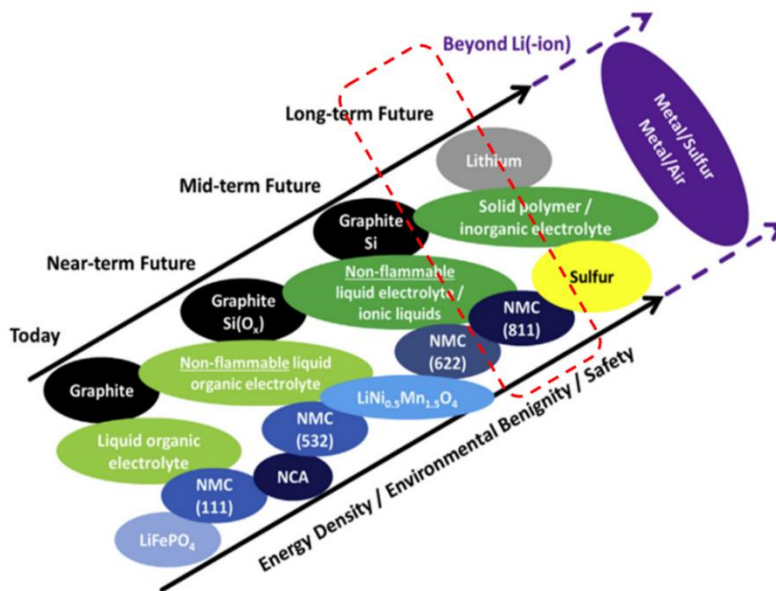 Beyond Li(-ion)
Long-term Future
Mid-term Future
Near-term Future
Today
Metal/Sulfur
Metal/Air
Lithium
Solid polymer /
inorganic electrolyte
Sulfur
Graphite
Si
Non-flammable
liquid electrolyte /
ionic liquids
NMC
(811)
NMC
(622)
Graphite
Si(Oₓ)
Non-flammable liquid
organic electrolyte
LiNi₀.₅Mn₁.₅O₄
NMC
(532)
NCA
Graphite
Liquid organic
electrolyte
NMC
(111)
LiFePO₄
Energy Density / Environmental Benignity / Safety